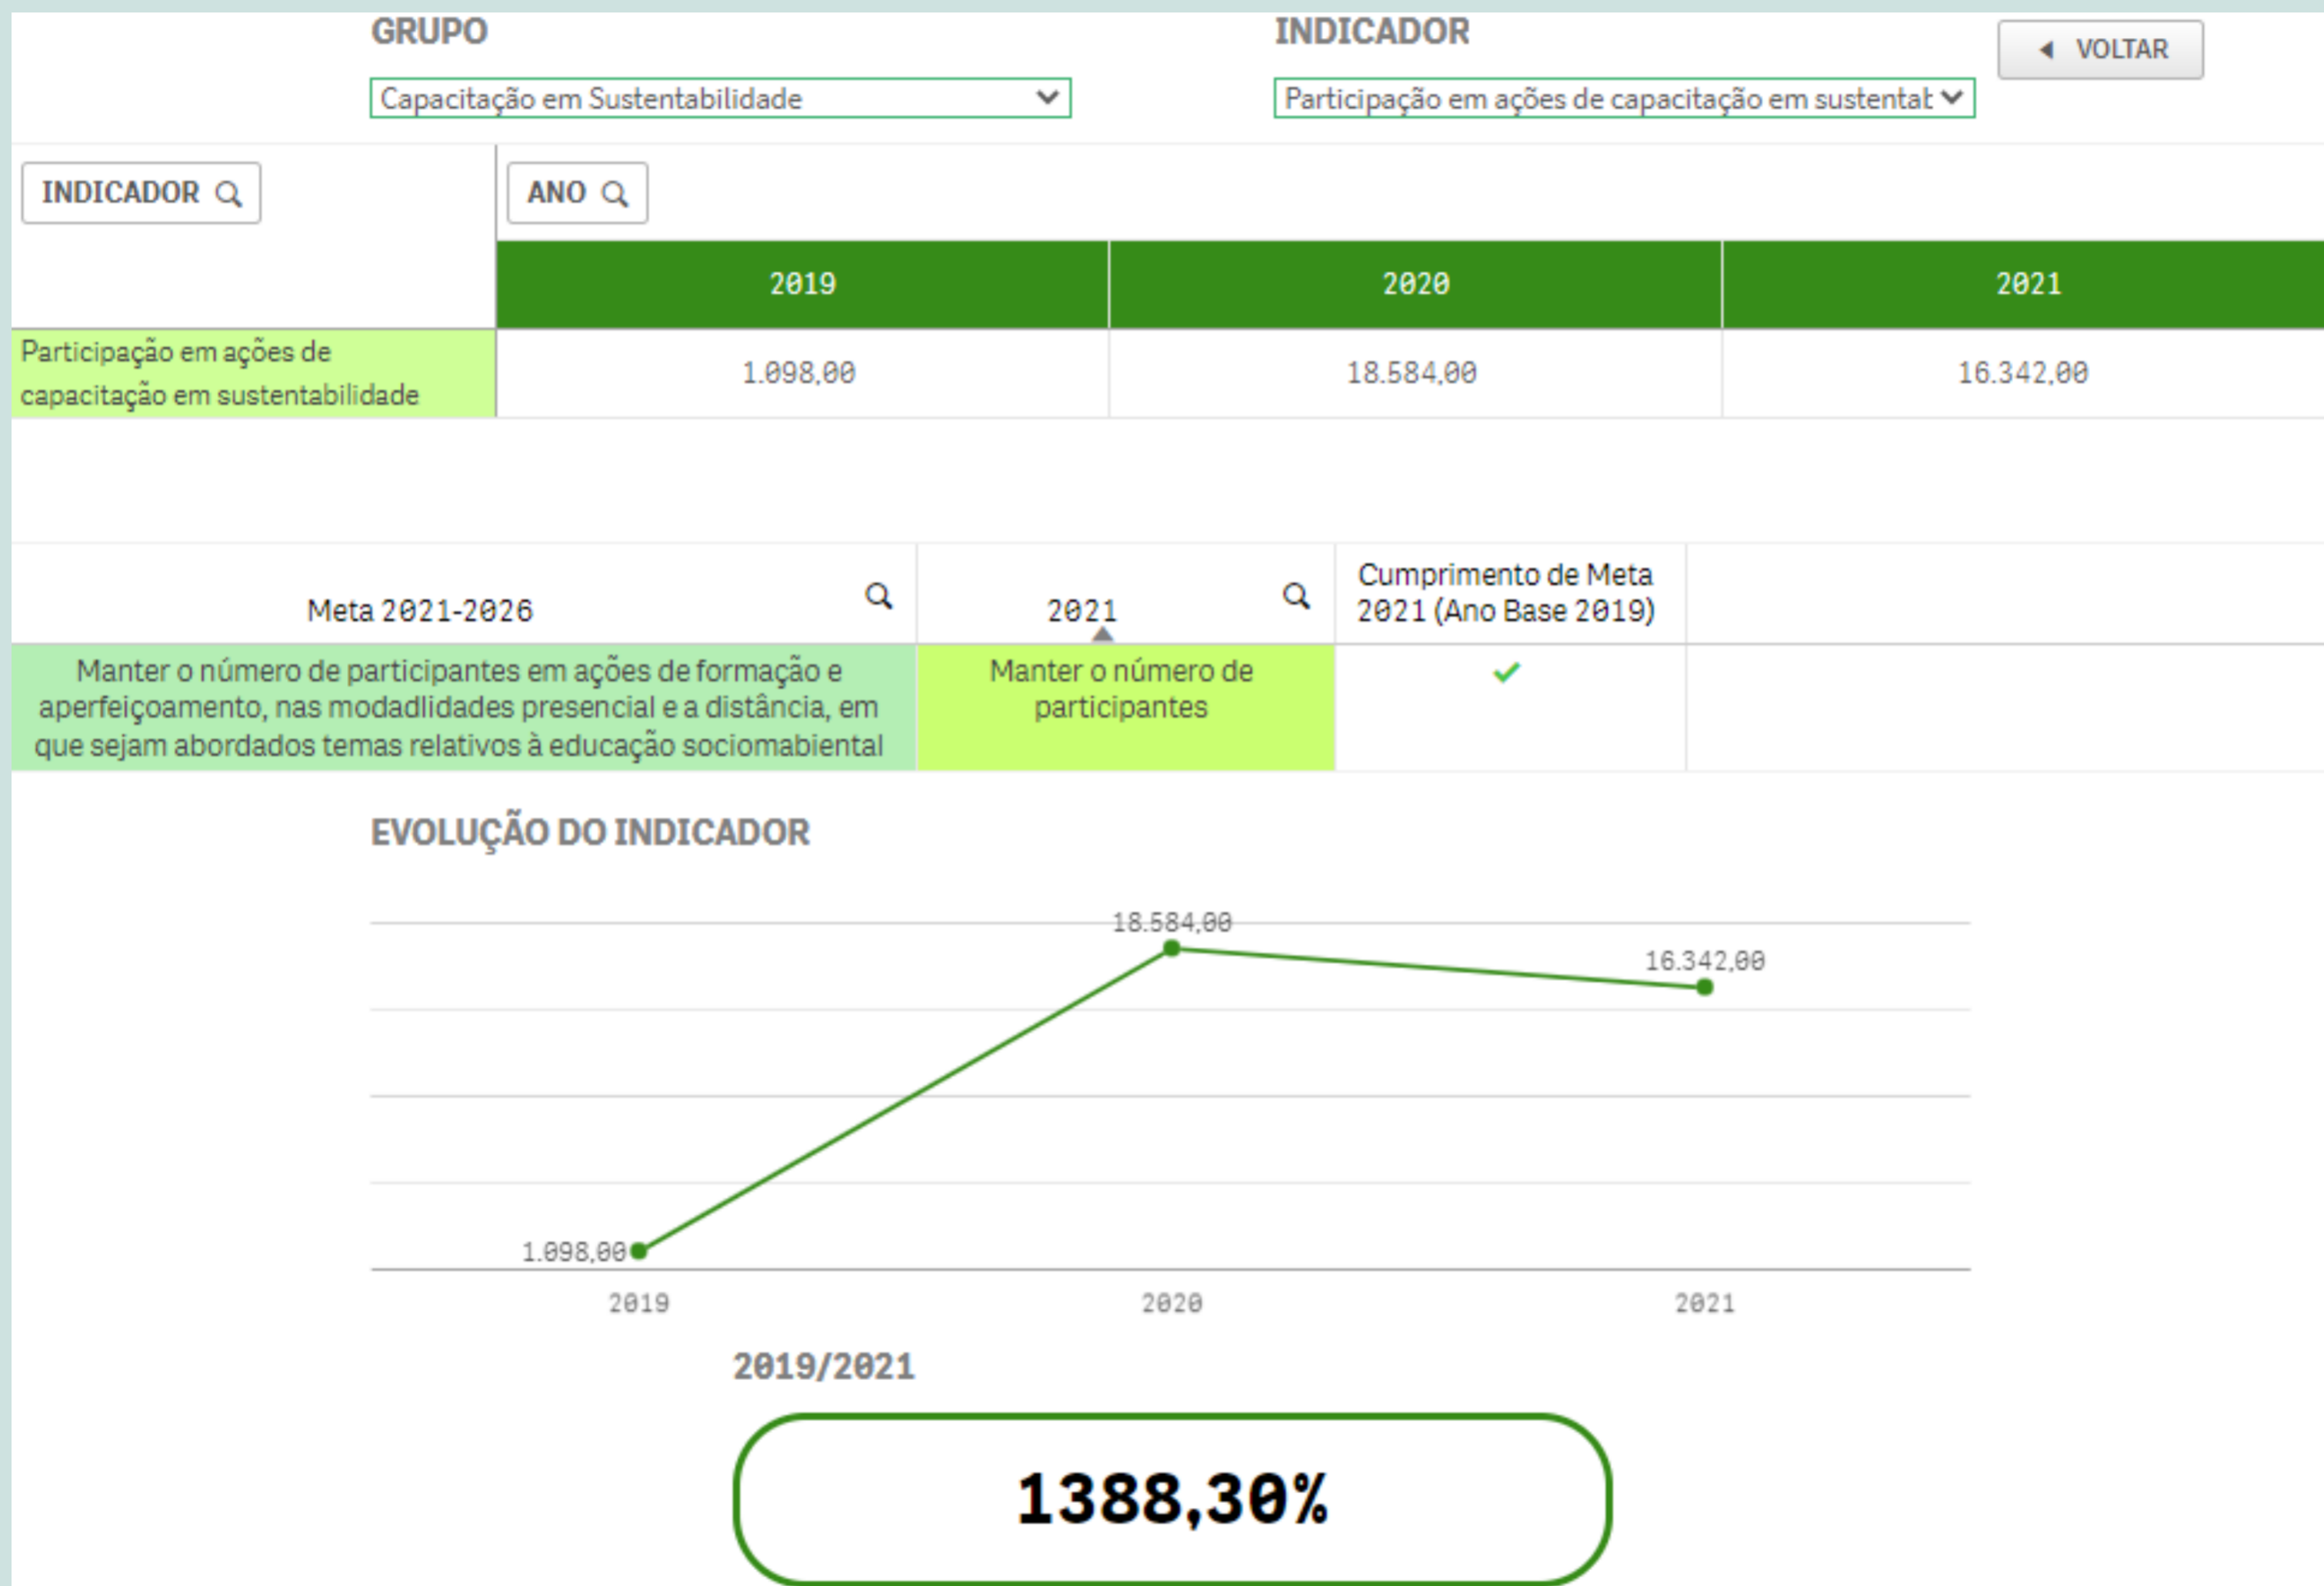 GRUPO
INDICADOR
VOLTAR
Capacitação em Sustentabilidade
Participação em ações de capacitação em sustentat
INDICADOR
ANO
2019
2020
2021
Participação em ações de
capacitação em sustentabilidade
1.098,00
18.584,00
16.342,00
Meta 2021-2026
2021
Cumprimento de Meta
2021 (Ano Base 2019)
Manter o número de participantes em ações de formação e
aperfeiçoamento, nas modadlidades presencial e a distância, em
que sejam abordados temas relativos à educação sociomabiental
Manter o número de
participantes
EVOLUÇÃO DO INDICADOR
18.584,00
16.342,00
1.098,00
2019
2020
2021
2019/2021
1388,30%